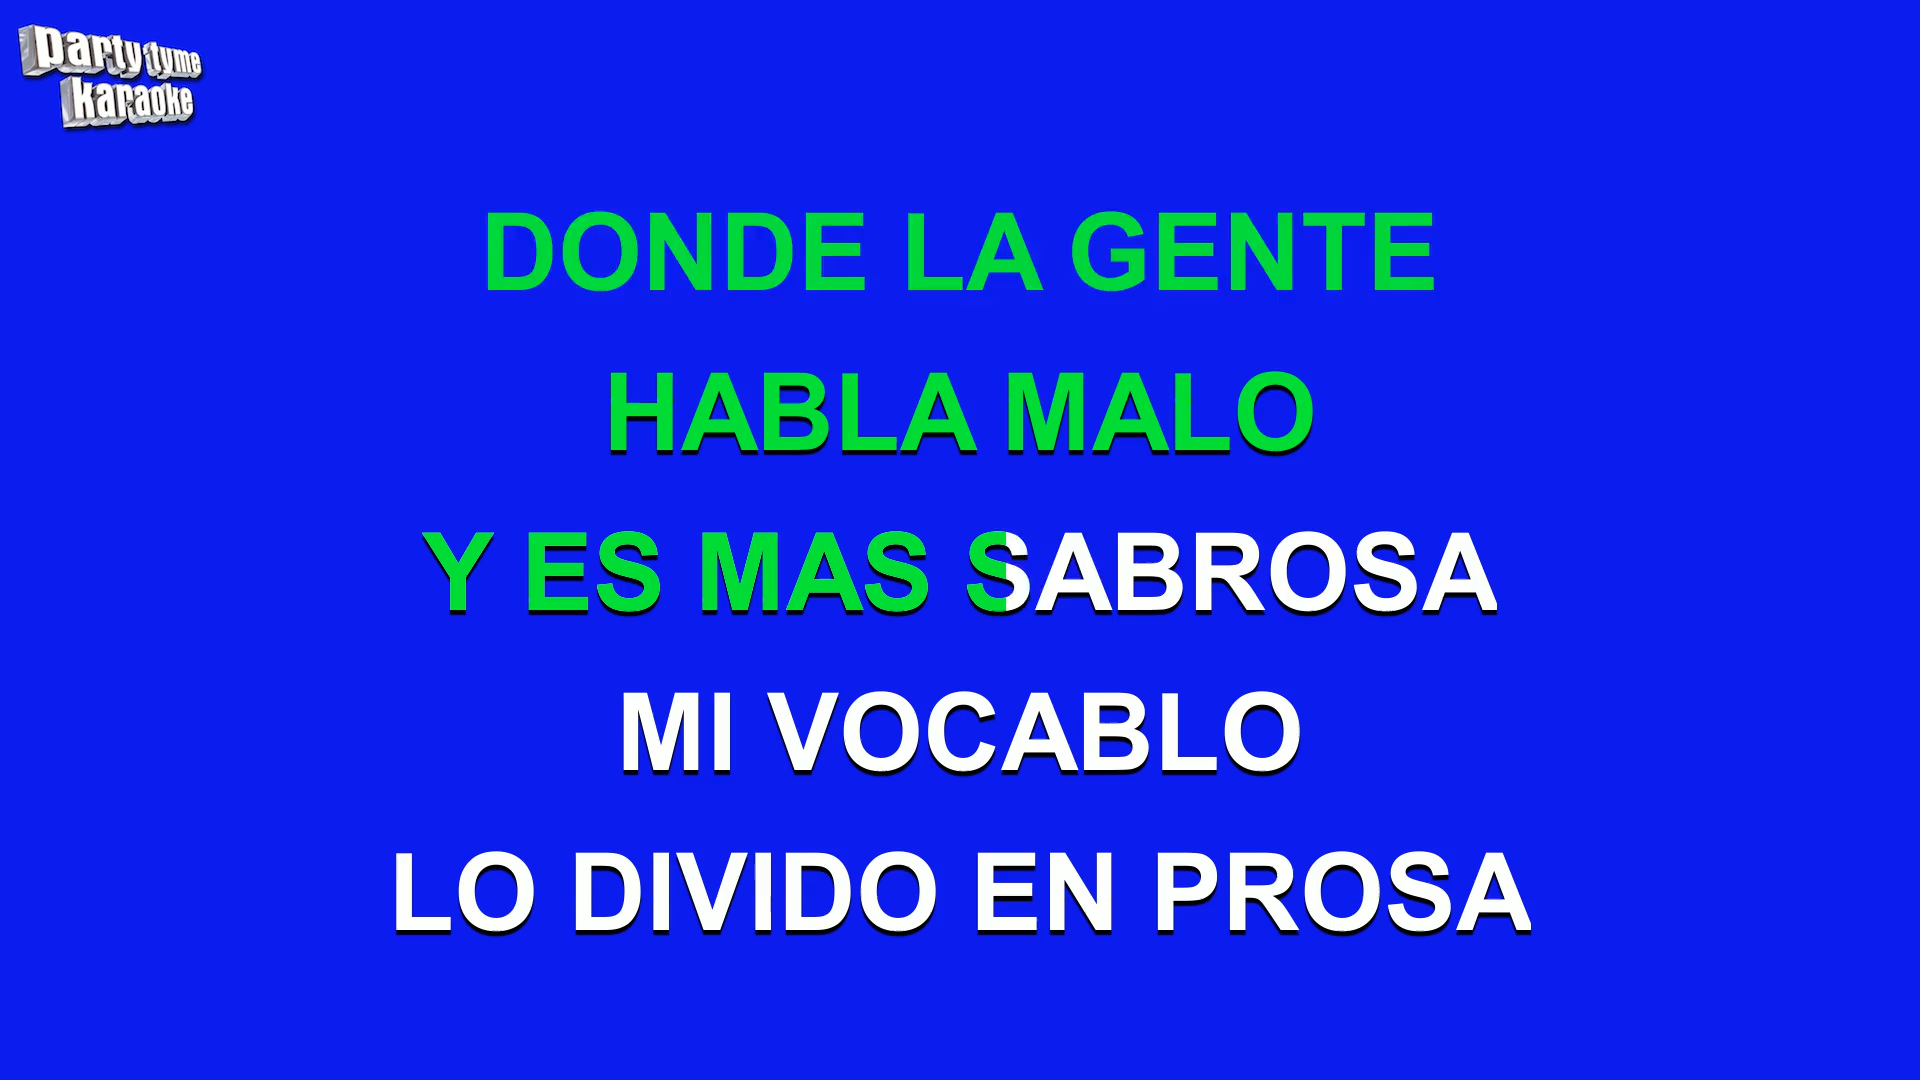 party tyme
karaoke
DONDE LA GENTE
HABLA MALO
Y ES MAS SABROSA
MI VOCABLO
LO DIVIDO EN PROSA